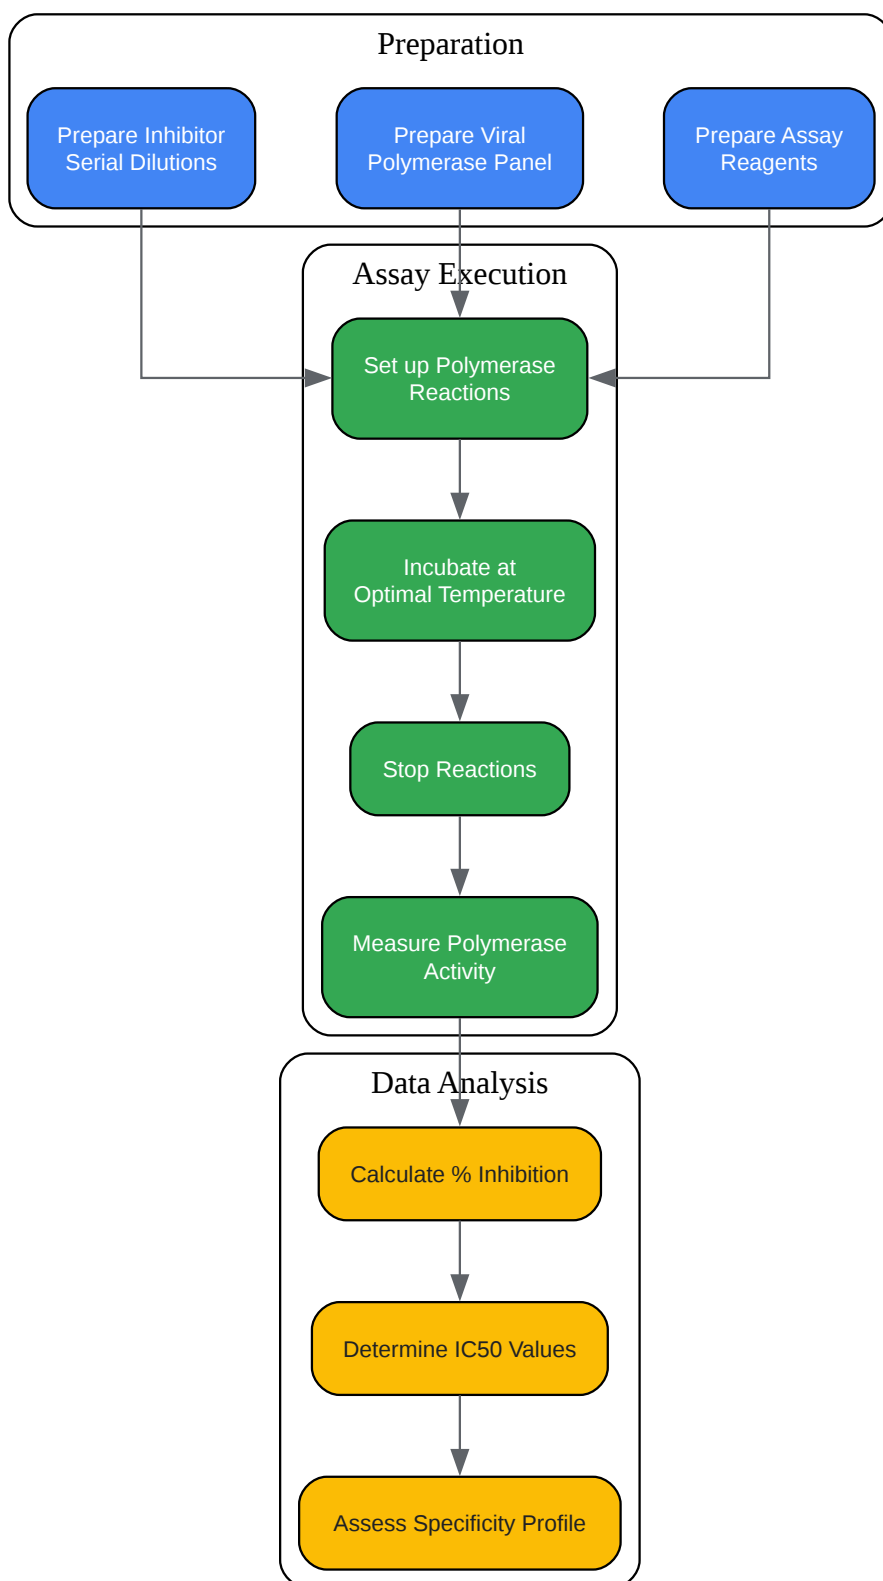 Preparation
Prepare Inhibitor
Serial Dilutions
Prepare Viral
Polymerase Panel
Prepare Assay
Reagents
Assay Execution
Set up Polymerase
Reactions
Incubate at
Optimal Temperature
Stop Reactions
Measure Polymerase
Activity
Data Analysis
Calculate % Inhibition
Determine IC50 Values
Assess Specificity Profile